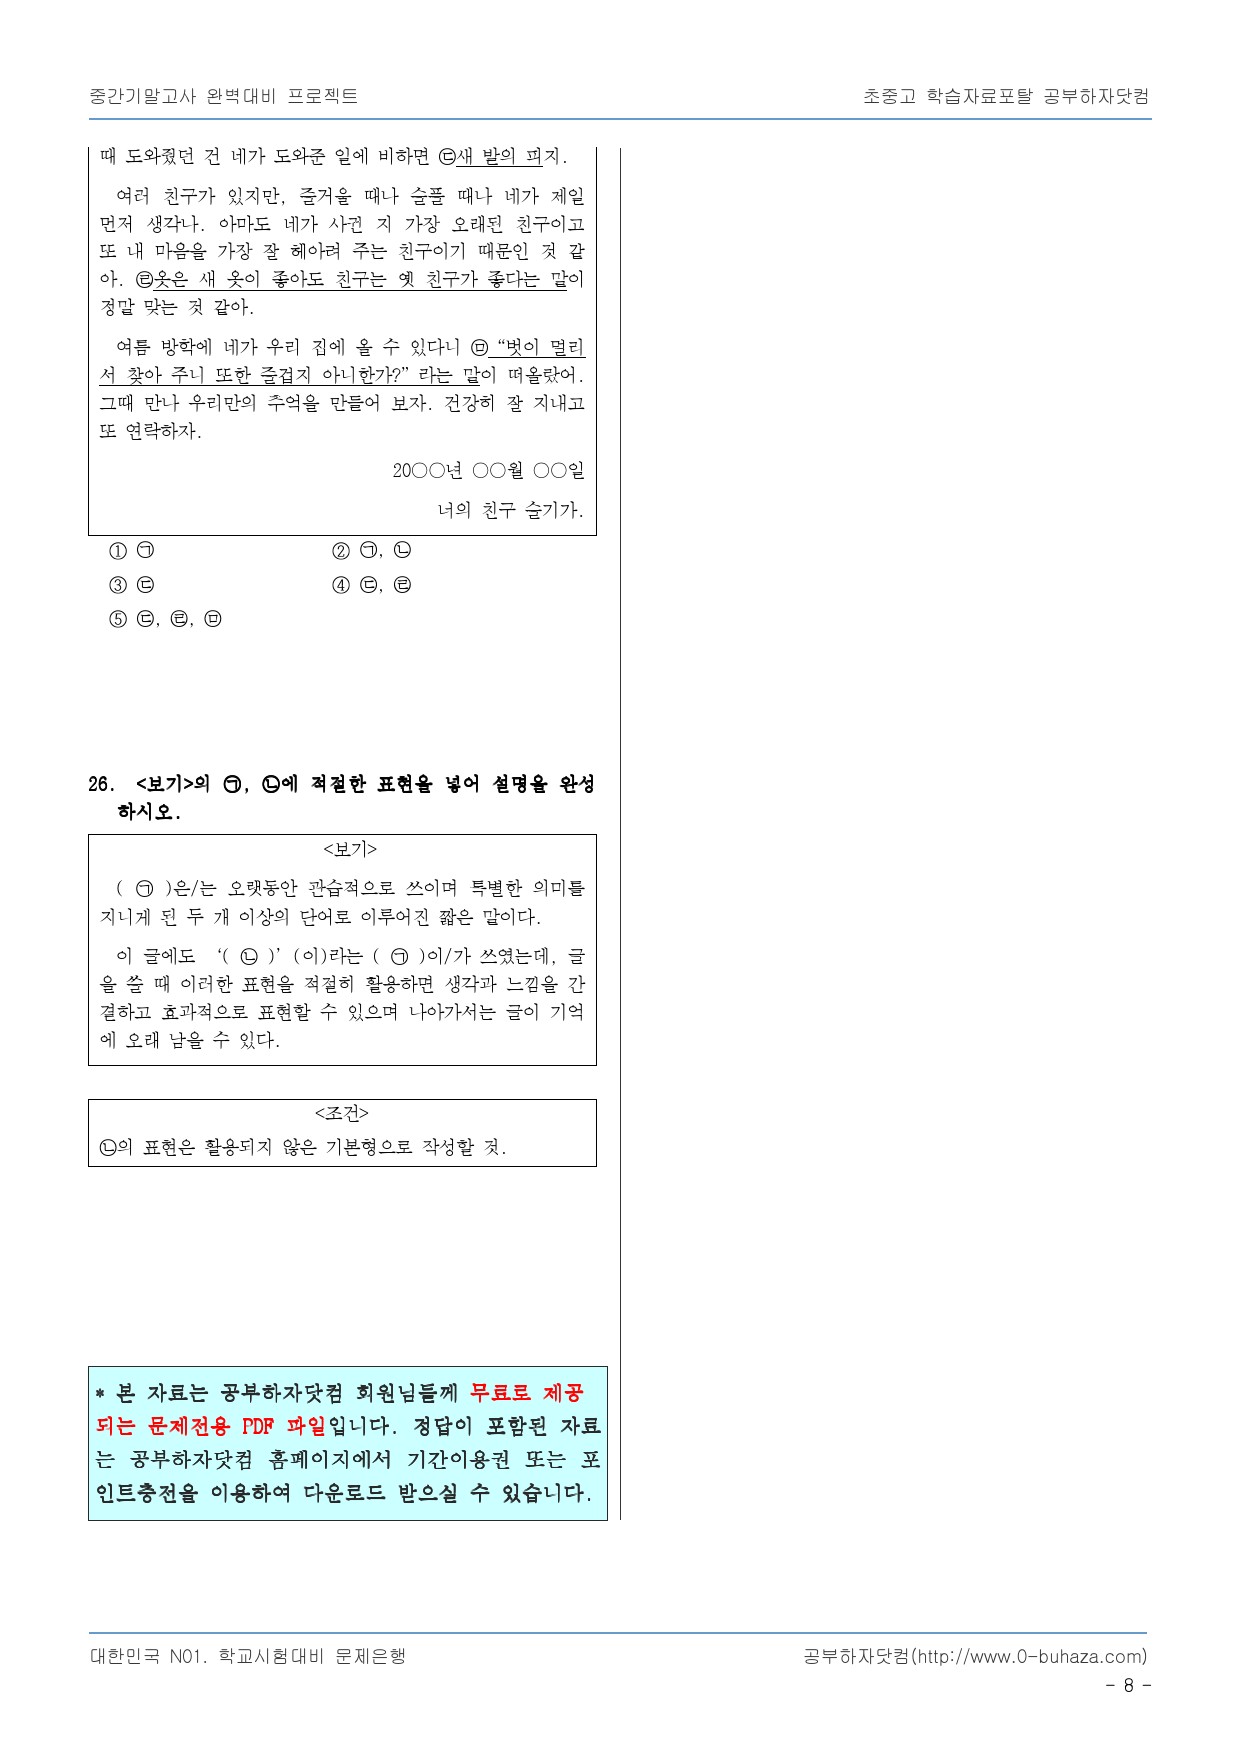 중간기말고사 완벽대비 프로젝트
초중고 학습자료포탈 공부하자닷컴
때 도와줬던 건 네가 도와준 일에 비하면 ㉢새 발의 피지.
여러 친구가 있지만, 즐거울 때나 슬플 때나 네가 제일
먼저 생각나. 아마도 네가 사귄 지 가장 오래된 친구이고
또 내 마음을 가장 잘 헤아려 주는 친구이기 때문인 것 같
아. ㉣옷은 새 옷이 좋아도 친구는 옛 친구가 좋다는 말이
정말 맞는 것 같아.
여름 방학에 네가 우리 집에 올 수 있다니 ㉤ “벗이 멀리
서 찾아 주니 또한 즐겁지 아니한가?” 라는 말이 떠올랐어.
그때 만나 우리만의 추억을 만들어 보자. 건강히 잘 지내고
또 연락하자.
20○○년 ○○월 ○○일
너의 친구 슬기가.
① ㉠ ② ㉠, ㉡
③ ㉢ ④ ㉢, ㉣
⑤ ㉢, ㉣, ㉤
26. <보기>의 ㉠, ㉡에 적절한 표현을 넣어 설명을 완성
하시오.
<보기>
( ㉠ )은/는 오랫동안 관습적으로 쓰이며 특별한 의미를
지니게 된 두 개 이상의 단어로 이루어진 짧은 말이다.
이 글에도 ‘( ㉡ )’(이)라는 ( ㉠ )이/가 쓰였는데, 글
을 쓸 때 이러한 표현을 적절히 활용하면 생각과 느낌을 간
결하고 효과적으로 표현할 수 있으며 나아가서는 글이 기억
에 오래 남을 수 있다.
<조건>
㉡의 표현은 활용되지 않은 기본형으로 작성할 것.
* 본 자료는 공부하자닷컴 회원님들께 무료로 제공
되는 문제전용 PDF 파일입니다. 정답이 포함된 자료
는 공부하자닷컴 홈페이지에서 기간이용권 또는 포
인트충전을 이용하여 다운로드 받으실 수 있습니다.
대한민국 N01. 학교시험대비 문제은행
공부하자닷컴(http://www.0-buhaza.com)
- 8 -